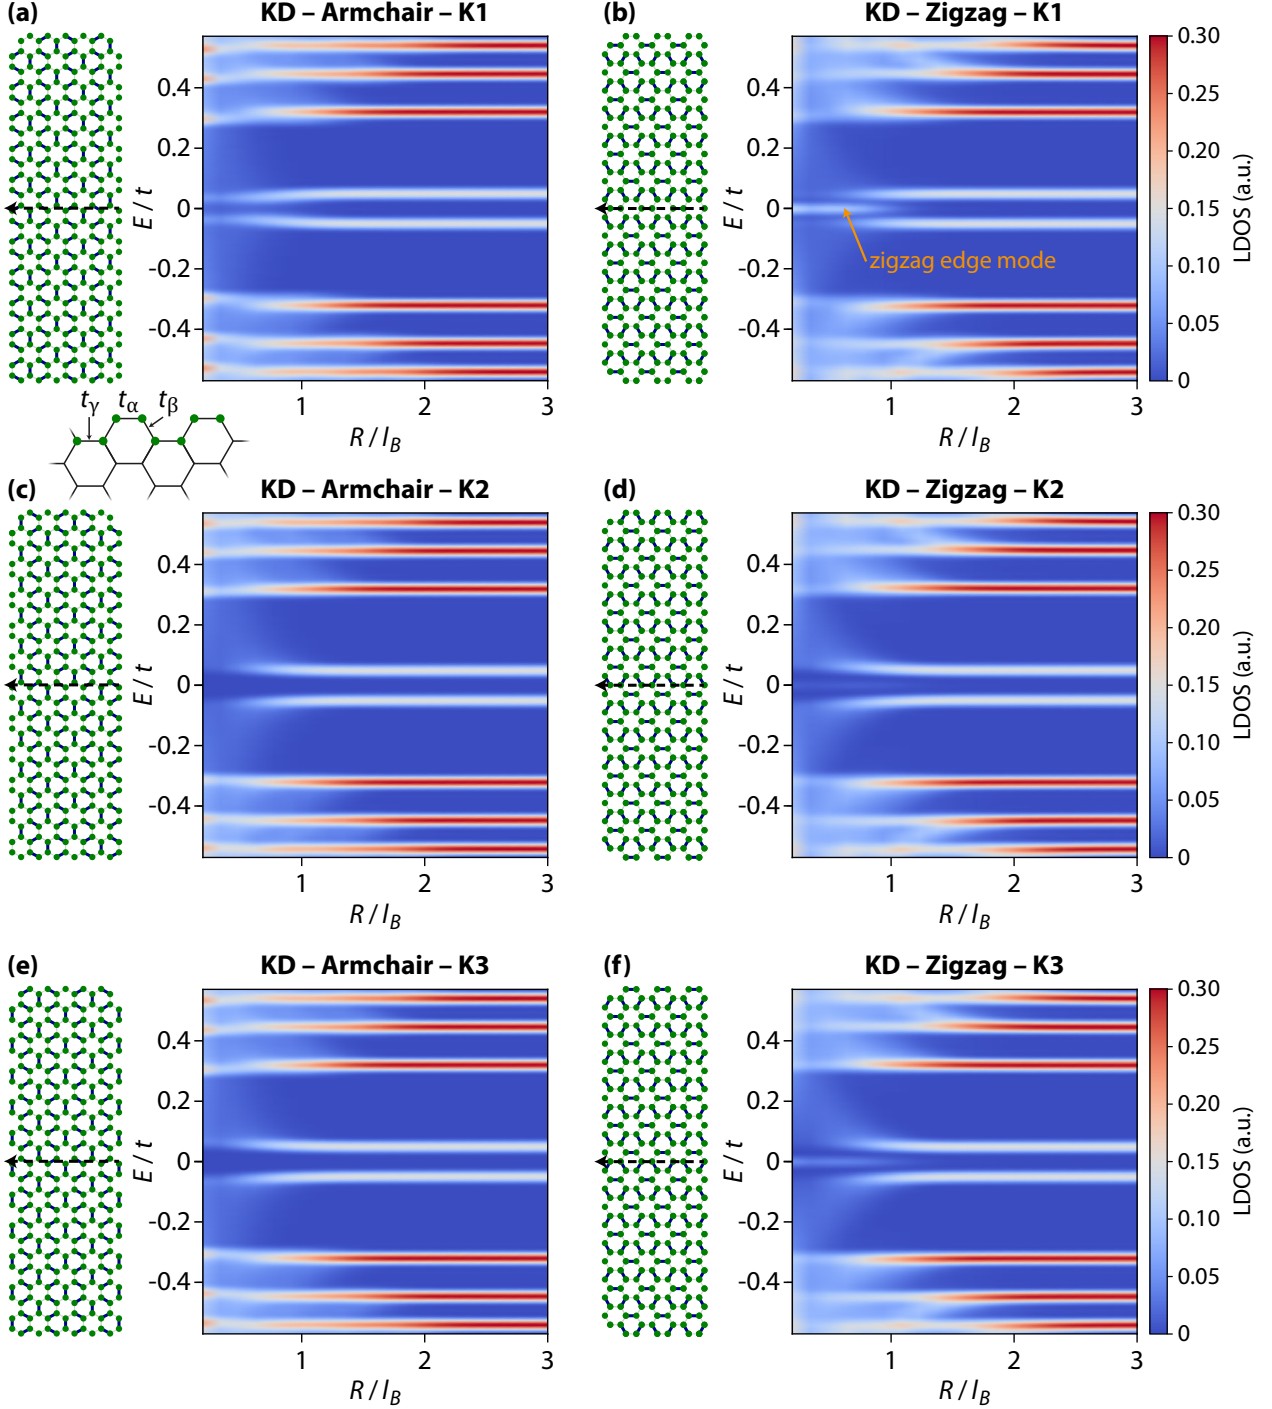 (a) KD – Armchair – K1
E / t
0.4
0.2
0
-0.2
-0.4
1 2 3
R / l_B
(b) KD – Zigzag – K1
E / t
0.4
0.2
0
-0.2
-0.4
zigzag edge mode
1 2 3
R / l_B
0.30
0.25
0.20
0.15
0.10
0.05
0
LDOS (a.u.)
t_γ t_α t_β
(c) KD – Armchair – K2
E / t
0.4
0.2
0
-0.2
-0.4
1 2 3
R / l_B
(d) KD – Zigzag – K2
E / t
0.4
0.2
0
-0.2
-0.4
1 2 3
R / l_B
0.30
0.25
0.20
0.15
0.10
0.05
0
LDOS (a.u.)
(e) KD – Armchair – K3
E / t
0.4
0.2
0
-0.2
-0.4
1 2 3
R / l_B
(f) KD – Zigzag – K3
E / t
0.4
0.2
0
-0.2
-0.4
1 2 3
R / l_B
0.30
0.25
0.20
0.15
0.10
0.05
0
LDOS (a.u.)